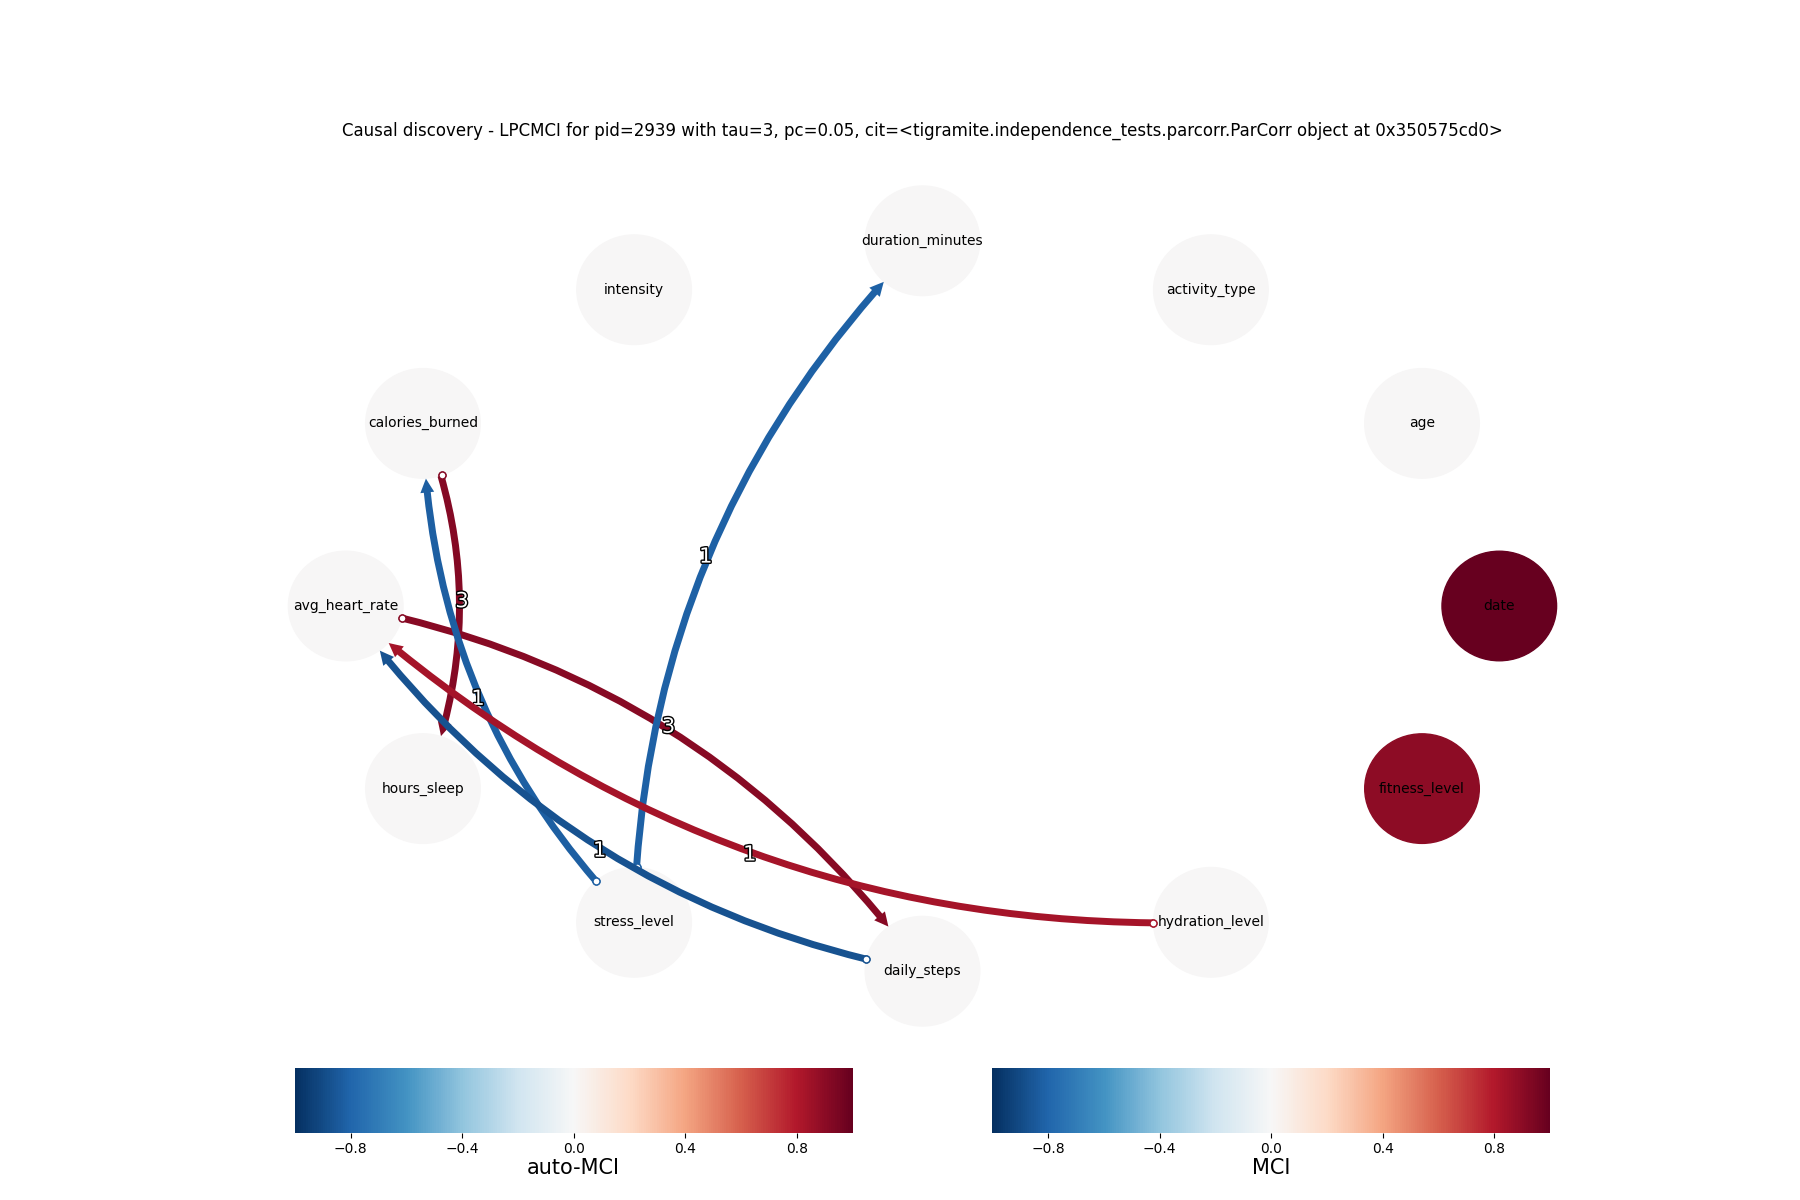 Causal discovery - LPCMCI for pid=2939 with tau=3, pc=0.05, cit=<tigramite.independence_tests.parcorr.ParCorr object at 0x350575cd0>
duration_minutes
intensity
activity_type
calories_burned
age
1
3
avg_heart_rate
date
1
3
hours_sleep
fitness_level
1
1
stress_level
hydration_level
daily_steps
−0.8 −0.4 0.0 0.4 0.8
auto-MCI
−0.8 −0.4 0.0 0.4 0.8
MCI